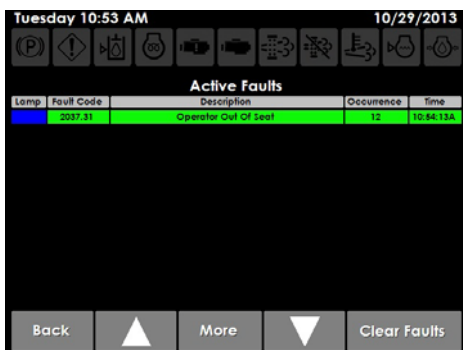 Tuesday 10:53 AM 10/29/2013
(P)
Active Faults
Lamp Fault Code Description Occurrence Time
2037.31 Operator Out Of Seat 12 10:54:13A
Back More Clear Faults